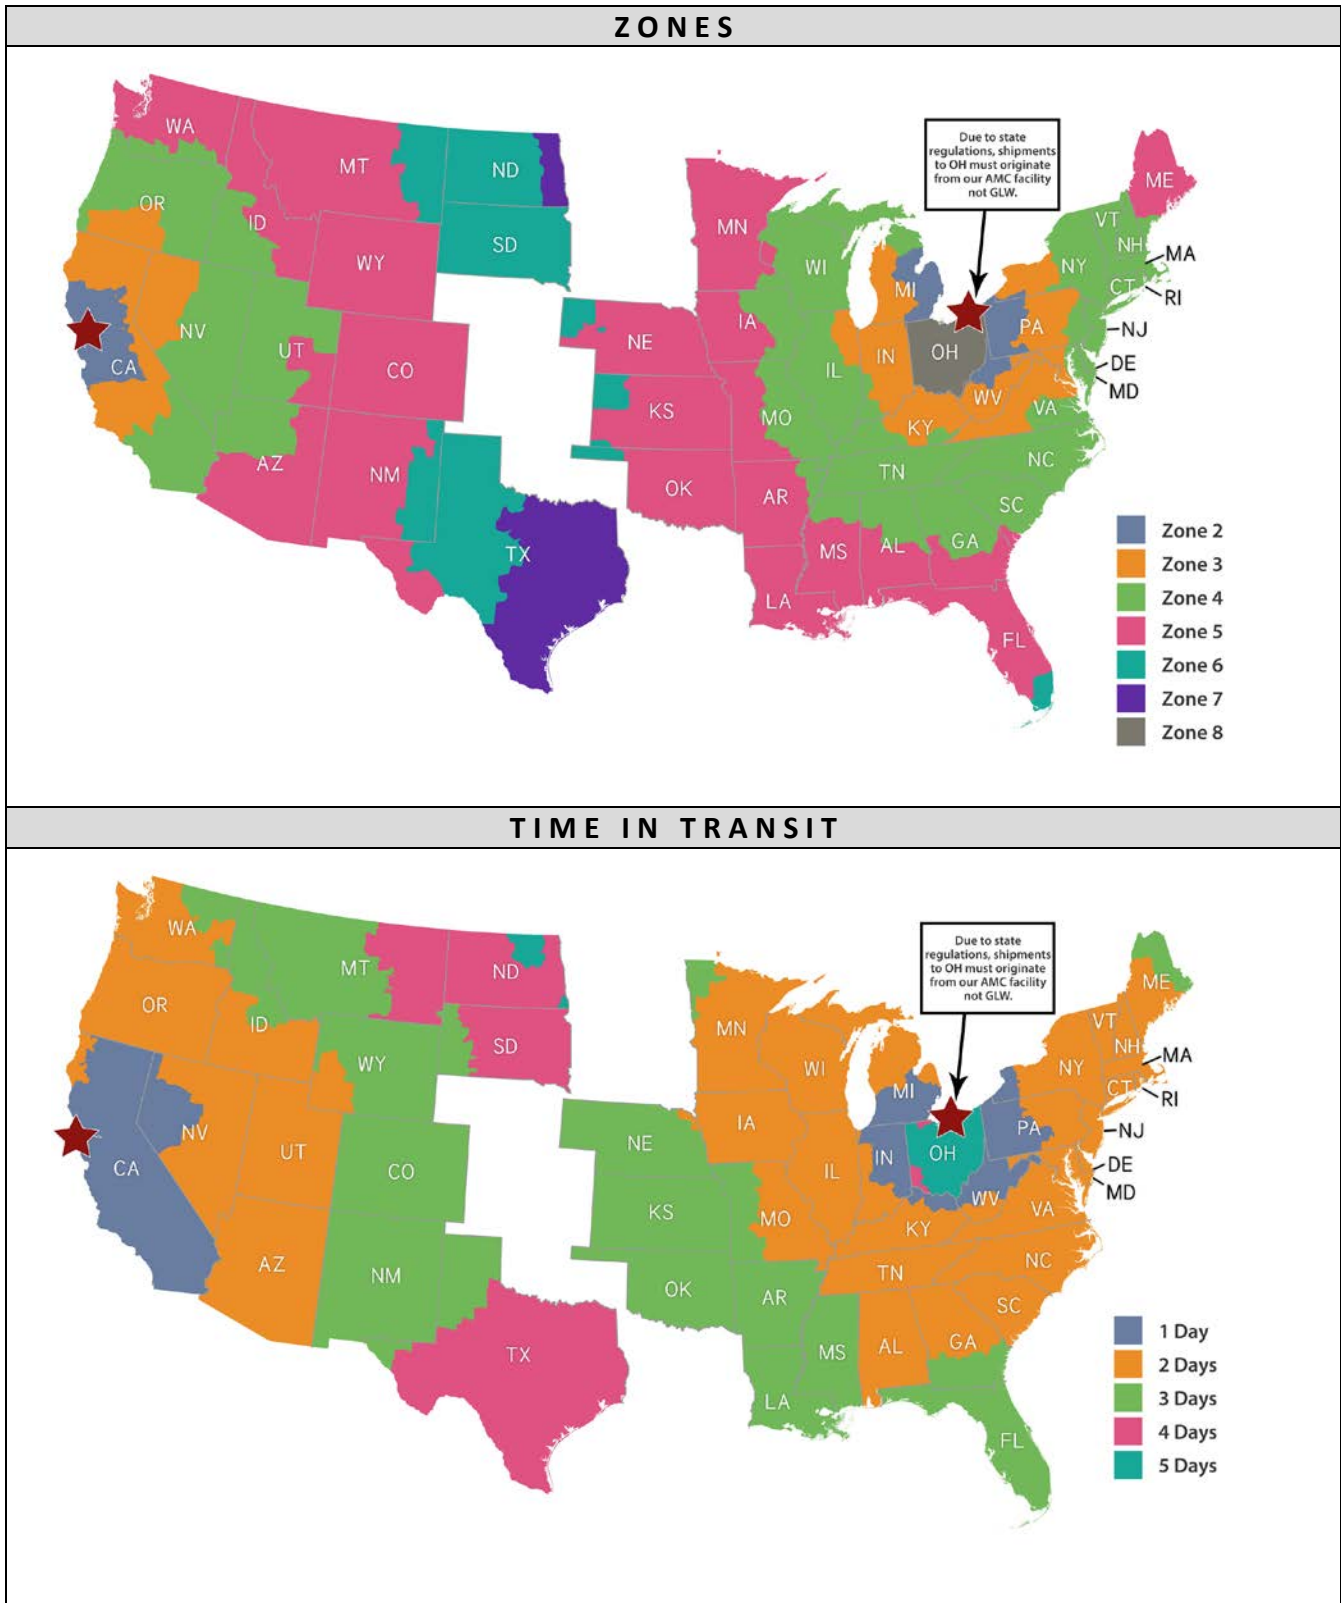 ZONES
WA
MT
ND
OR
ID
SD
WY
NV
UT
CA
CO
AZ
NM
TX
NE
KS
OK
MN
IA
MO
AR
LA
WI
IL
MS
MI
IN
OH
KY
TN
AL
GA
FL
WV
VA
NC
SC
PA
NY
VT
NH
ME
MA
CT
RI
NJ
DE
MD
Due to state
regulations, shipments
to OH must originate
from our AMC facility
not GLW.
Zone 2
Zone 3
Zone 4
Zone 5
Zone 6
Zone 7
Zone 8
TIME IN TRANSIT
WA
MT
ND
OR
ID
SD
WY
NV
UT
CA
CO
AZ
NM
TX
NE
KS
OK
MN
IA
MO
AR
LA
WI
IL
MS
MI
IN
OH
KY
TN
AL
GA
FL
WV
VA
NC
SC
PA
NY
VT
NH
ME
MA
CT
RI
NJ
DE
MD
Due to state
regulations, shipments
to OH must originate
from our AMC facility
not GLW.
1 Day
2 Days
3 Days
4 Days
5 Days